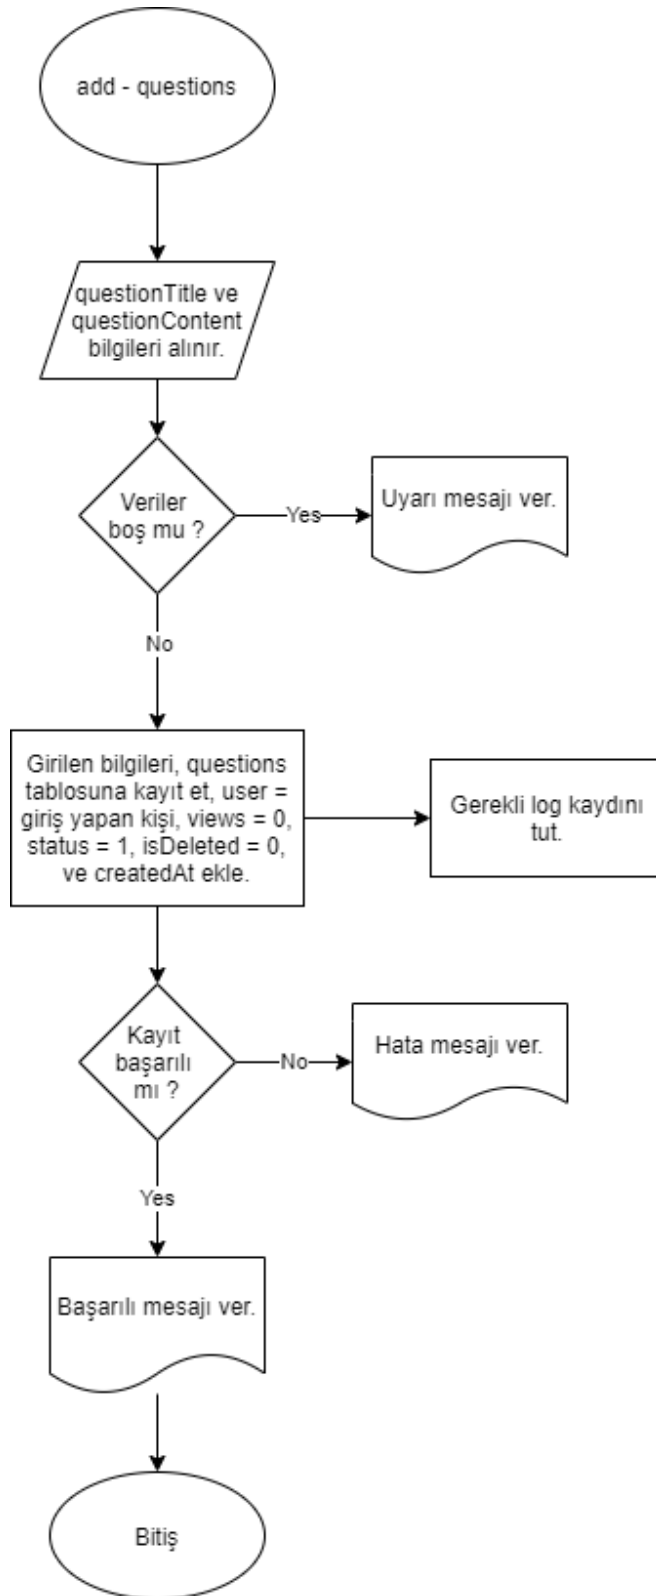 add - questions
questionTitle ve
questionContent
bilgileri alınır.
Veriler
boş mu ?
Yes
Uyarı mesajı ver.
No
Girilen bilgileri, questions
tablosuna kayıt et, user =
giriş yapan kişi, views = 0,
status = 1, isDeleted = 0,
ve createdAt ekle.
Gerekli log kaydını
tut.
Kayıt
başarılı
mı ?
No
Hata mesajı ver.
Yes
Başarılı mesajı ver.
Bitiş